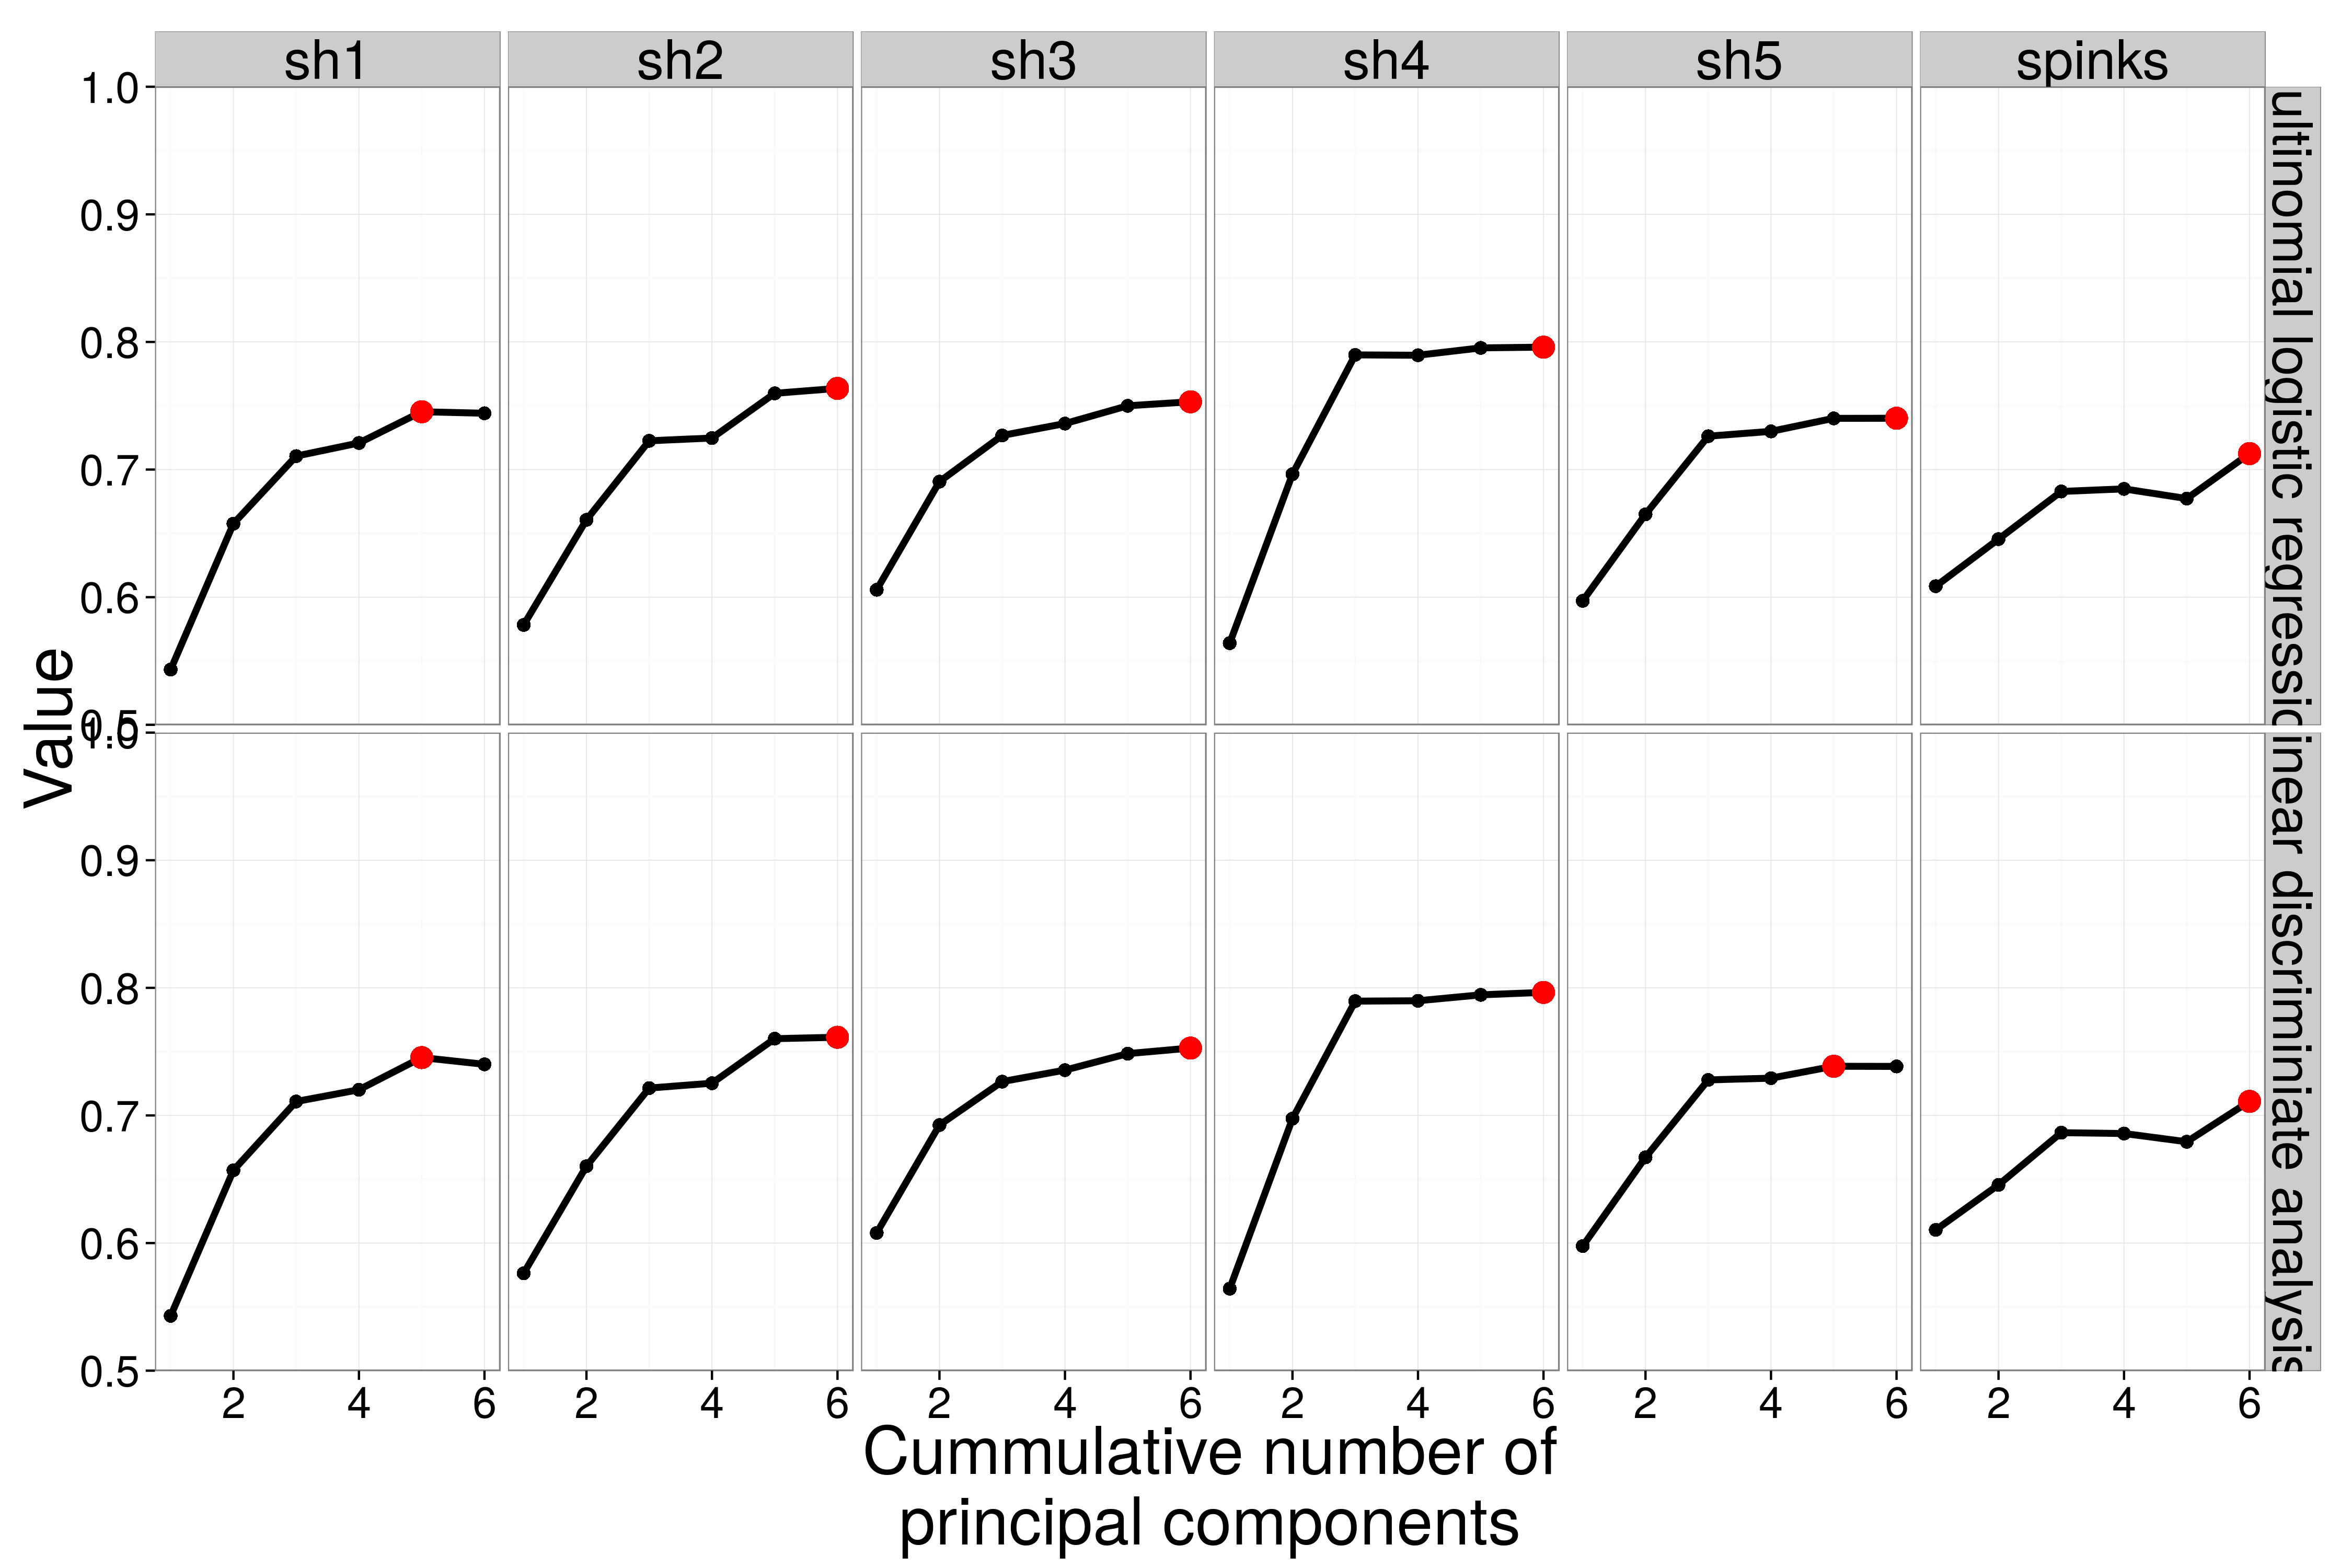 sh1 sh2 sh3 sh4 sh5 spinks
1.0
0.9
0.8
0.7
0.6
0.5
ultinomial logistic regressio
Value
1.0
0.9
0.8
0.7
0.6
0.5
inear discriminiate analysis
2 4 6 2 4 6 2 4 6 2 4 6 2 4 6 2 4 6
Cummulative number of
principal components